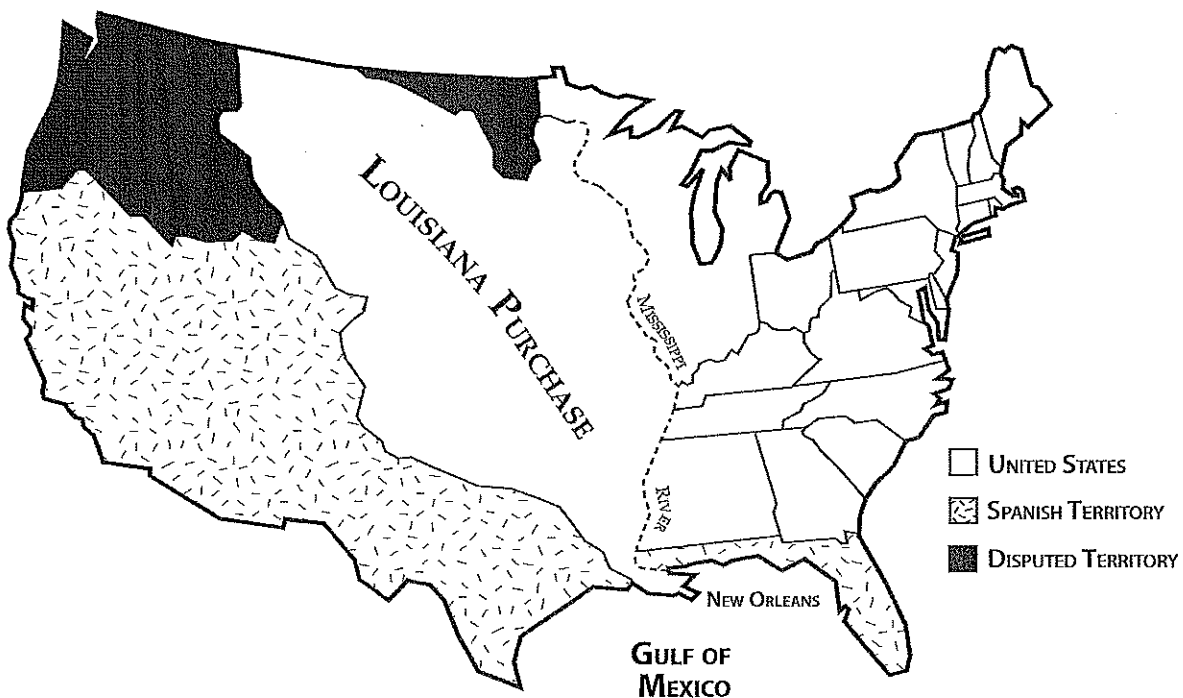 LOUISIANA PURCHASE
MISSISSIPPI
RIVER
UNITED STATES
SPANISH TERRITORY
DISPUTED TERRITORY
NEW ORLEANS
GULF OF
MEXICO